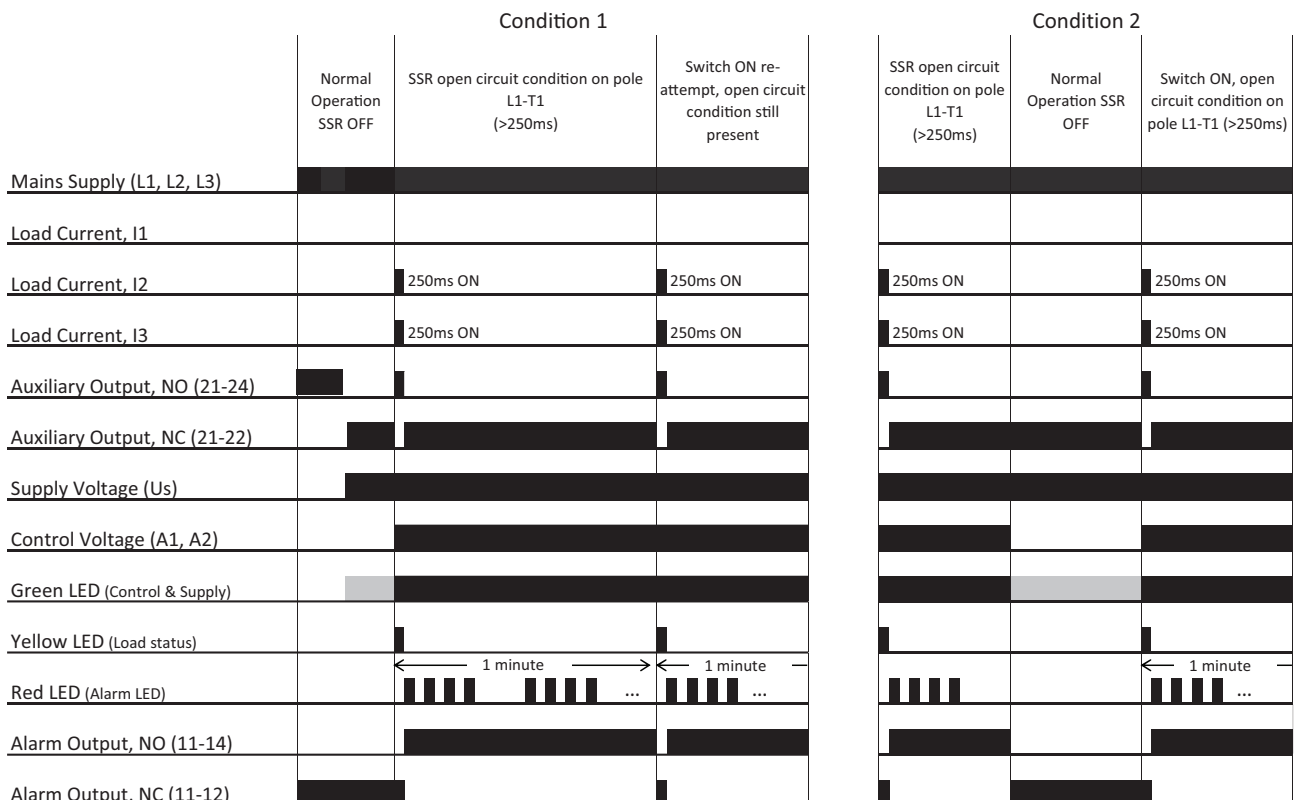 Condition 1
Condition 2
Normal
Operation
SSR OFF
SSR open circuit condition on pole
L1-T1
(>250ms)
Switch ON re-
attempt, open circuit
condition still
present
SSR open circuit
condition on pole
L1-T1
(>250ms)
Normal
Operation SSR
OFF
Switch ON, open
circuit condition on
pole L1-T1 (>250ms)
Mains Supply (L1, L2, L3)
Load Current, I1
Load Current, I2
250ms ON
250ms ON
250ms ON
250ms ON
Load Current, I3
250ms ON
250ms ON
250ms ON
250ms ON
Auxiliary Output, NO (21-24)
Auxiliary Output, NC (21-22)
Supply Voltage (Us)
Control Voltage (A1, A2)
Green LED (Control & Supply)
Yellow LED (Load status)
1 minute
1 minute
1 minute
Red LED (Alarm LED)
...
...
...
Alarm Output, NO (11-14)
Alarm Output, NC (11-12)